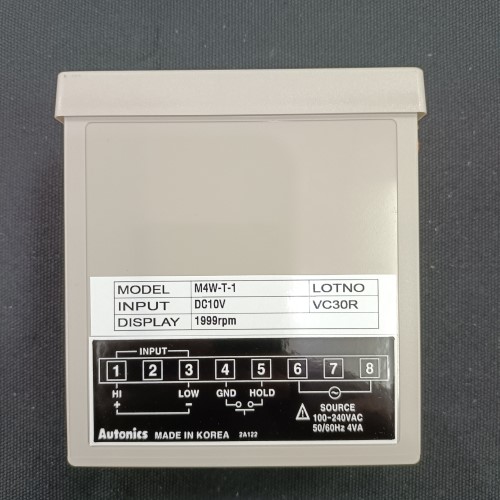 MODEL M4W-T-1 LOTNO
INPUT DC10V VC30R
DISPLAY 1999rpm
INPUT
1 2 3 4 5 6 7 8
HI LOW GND HOLD
+ −
SOURCE
100~240VAC
50/60Hz 4VA
Autonics MADE IN KOREA 2A122